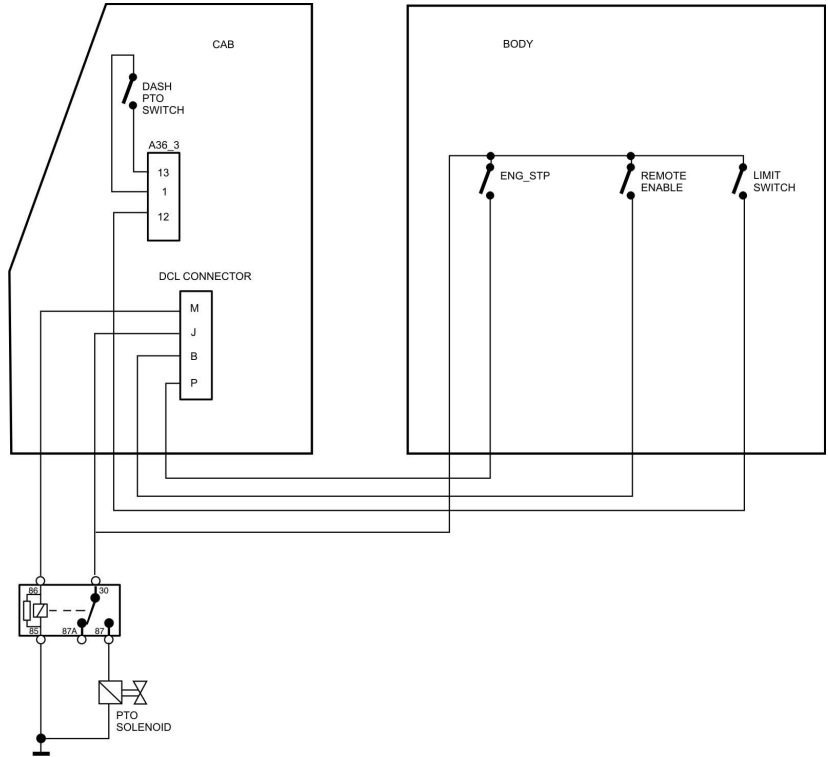 CAB
BODY
DASH
PTO
SWITCH
A36_3
13
1
12
ENG_STP
REMOTE
ENABLE
LIMIT
SWITCH
DCL CONNECTOR
M
J
B
P
86
30
85
87A
87
PTO
SOLENOID